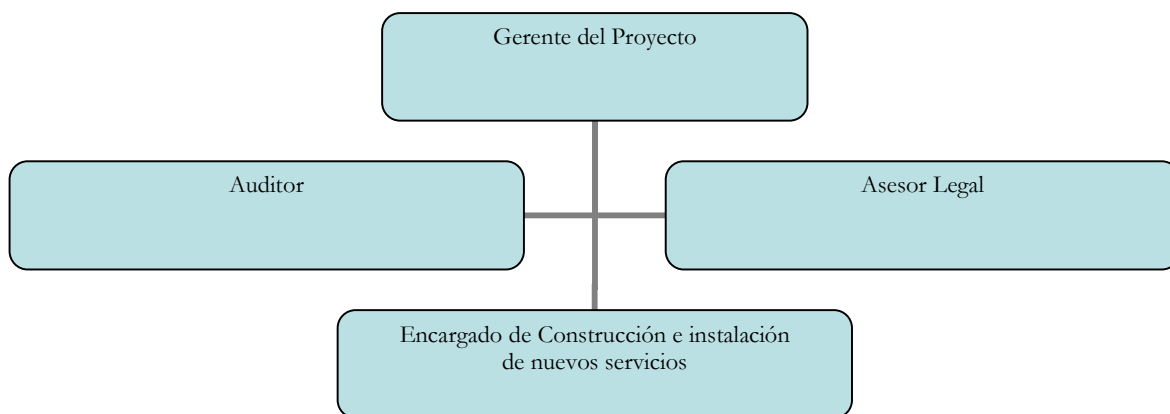 Gerente del Proyecto
Auditor
Asesor Legal
Encargado de Construcción e instalación
de nuevos servicios